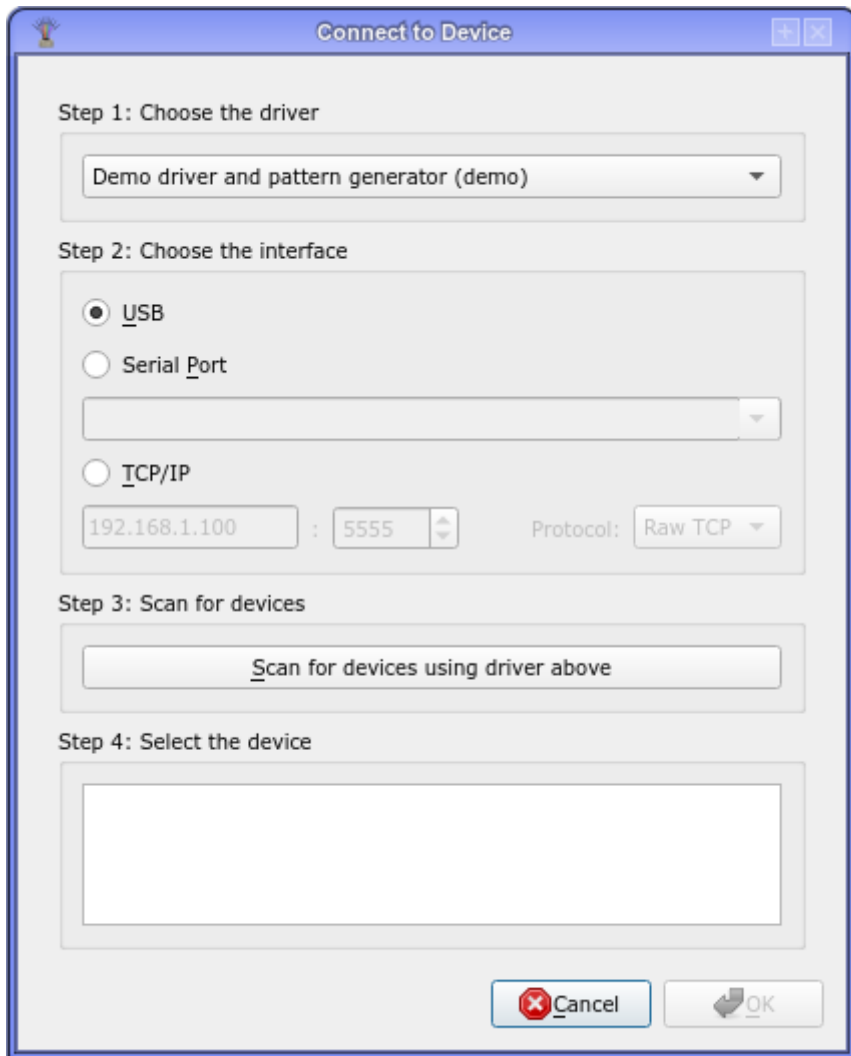 Connect to Device
Step 1: Choose the driver
Demo driver and pattern generator (demo)
Step 2: Choose the interface
USB
Serial Port
TCP/IP
192.168.1.100 : 5555 Protocol: Raw TCP
Step 3: Scan for devices
Scan for devices using driver above
Step 4: Select the device
Cancel OK